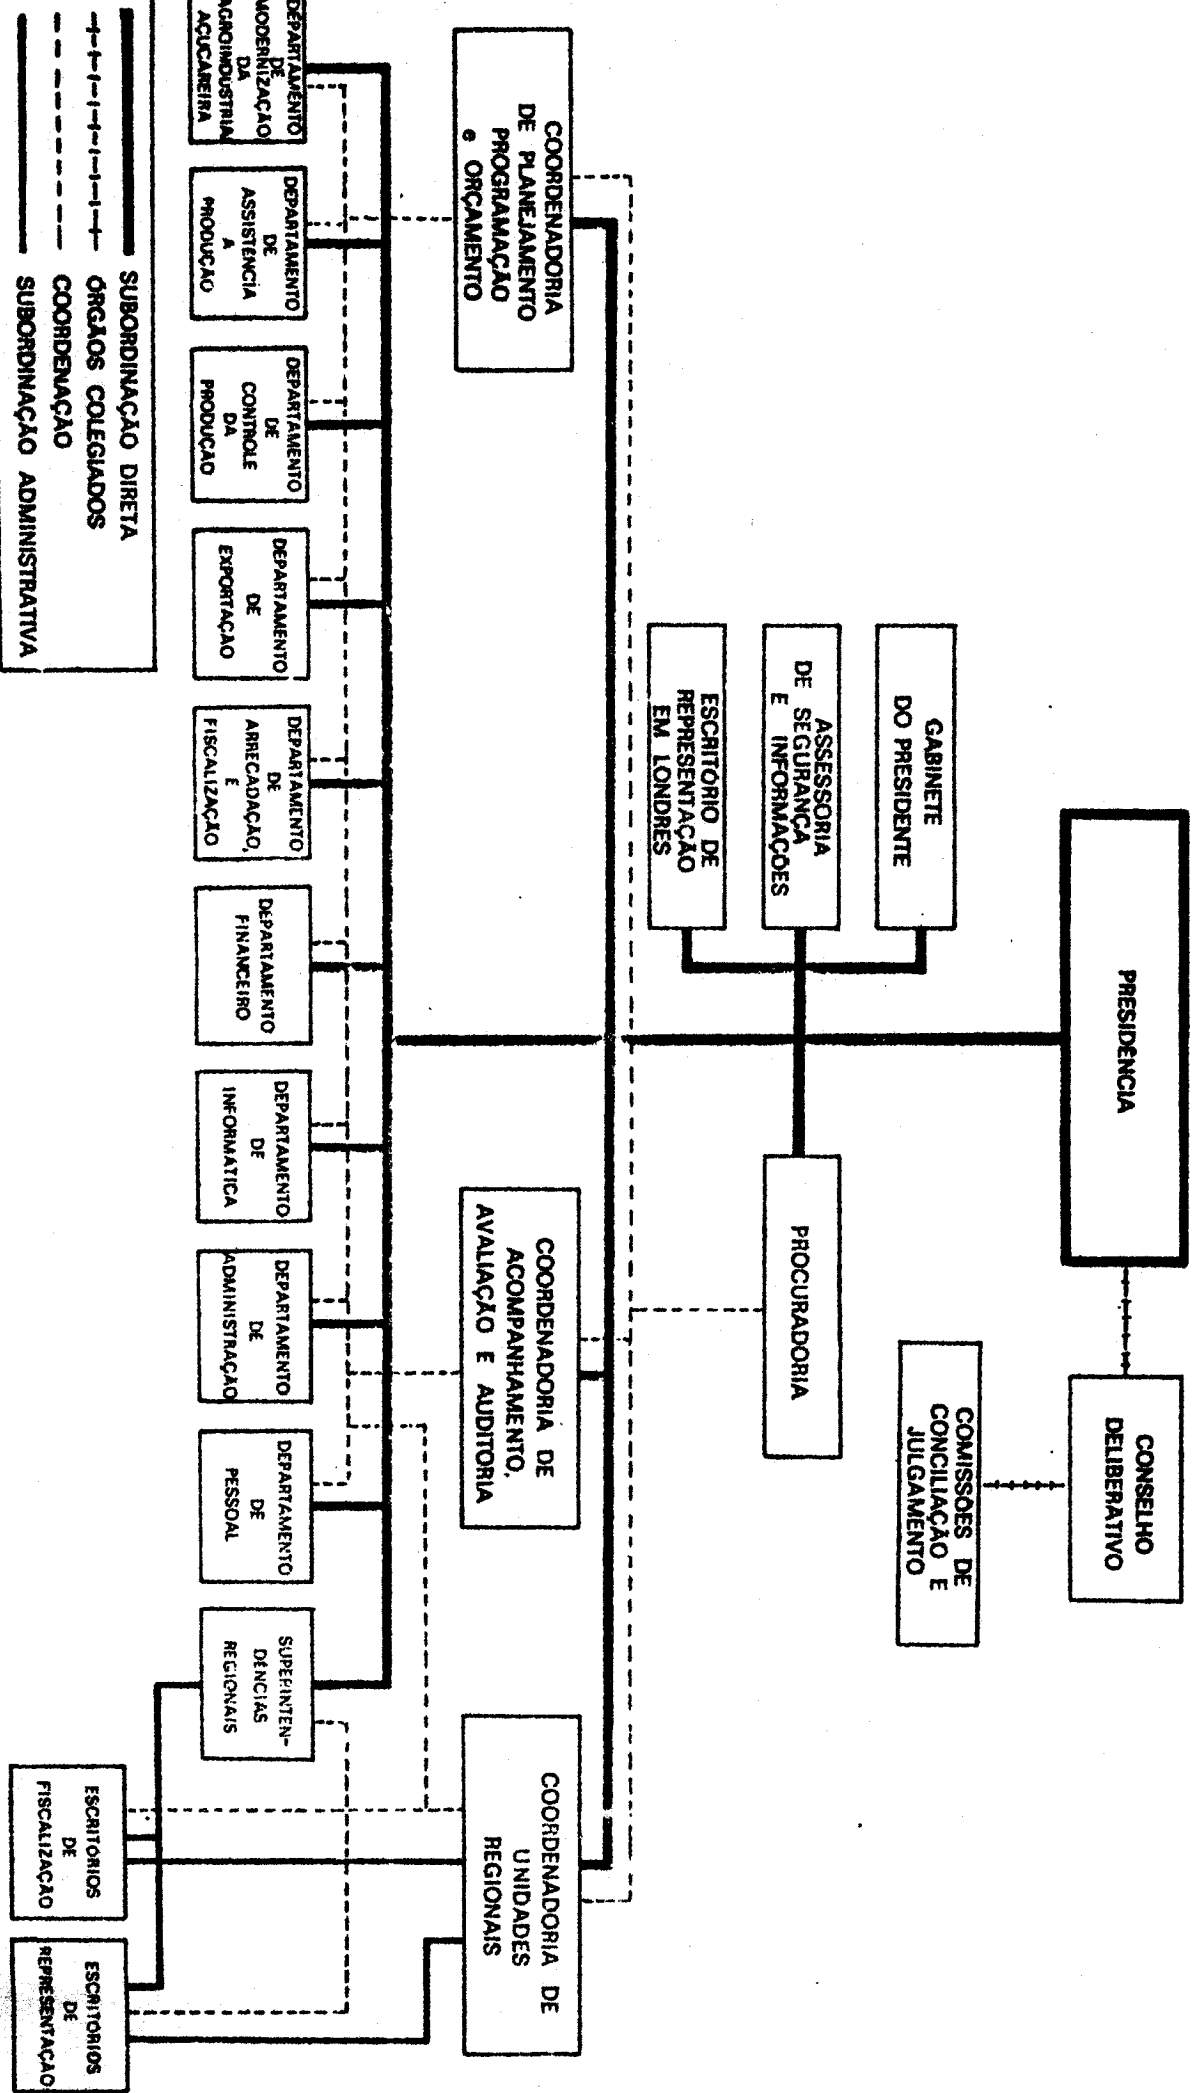 PRESIDÊNCIA
CONSELHO
DELIBERATIVO
COMISSÕES DE
CONCILIAÇÃO E
JULGAMENTO
GABINETE
DO PRESIDENTE
ASSESSORIA
DE SEGURANÇA
E INFORMAÇÕES
ESCRITÓRIO DE
REPRESENTAÇÃO
EM LONDRES
PROCURADORIA
COORDENADORIA
DE PLANEJAMENTO
PROGRAMAÇÃO
e ORÇAMENTO
COORDENADORIA DE
ACOMPANHAMENTO,
AVALIAÇÃO E AUDITORIA
COORDENADORIA DE
UNIDADES
REGIONAIS
DEPARTAMENTO
DE
MODERNIZAÇÃO
DA
AGROINDÚSTRIA
AÇUCAREIRA
DEPARTAMENTO
DE
ASSISTENCIA
A
PRODUÇÃO
DEPARTAMENTO
DE
CONTROLE
DA
PRODUÇÃO
DEPARTAMENTO
DE
EXPORTAÇÃO
DEPARTAMENTO
DE
ARRECADAÇÃO,
E
FISCALIZAÇÃO
DEPARTAMENTO
FINANCEIRO
DEPARTAMENTO
DE
INFORMATICA
DEPARTAMENTO
DE
ADMINISTRAÇÃO
DEPARTAMENTO
DE
PESSOAL
SUPERINTEN-
DÊNCIAS
REGIONAIS
ESCRITÓRIOS
DE
FISCALIZAÇÃO
ESCRITÓRIOS
DE
REPRESENTAÇÃO
SUBORDINAÇÃO DIRETA
ÓRGÃOS COLEGIADOS
COORDENAÇÃO
SUBORDINAÇÃO ADMINISTRATIVA